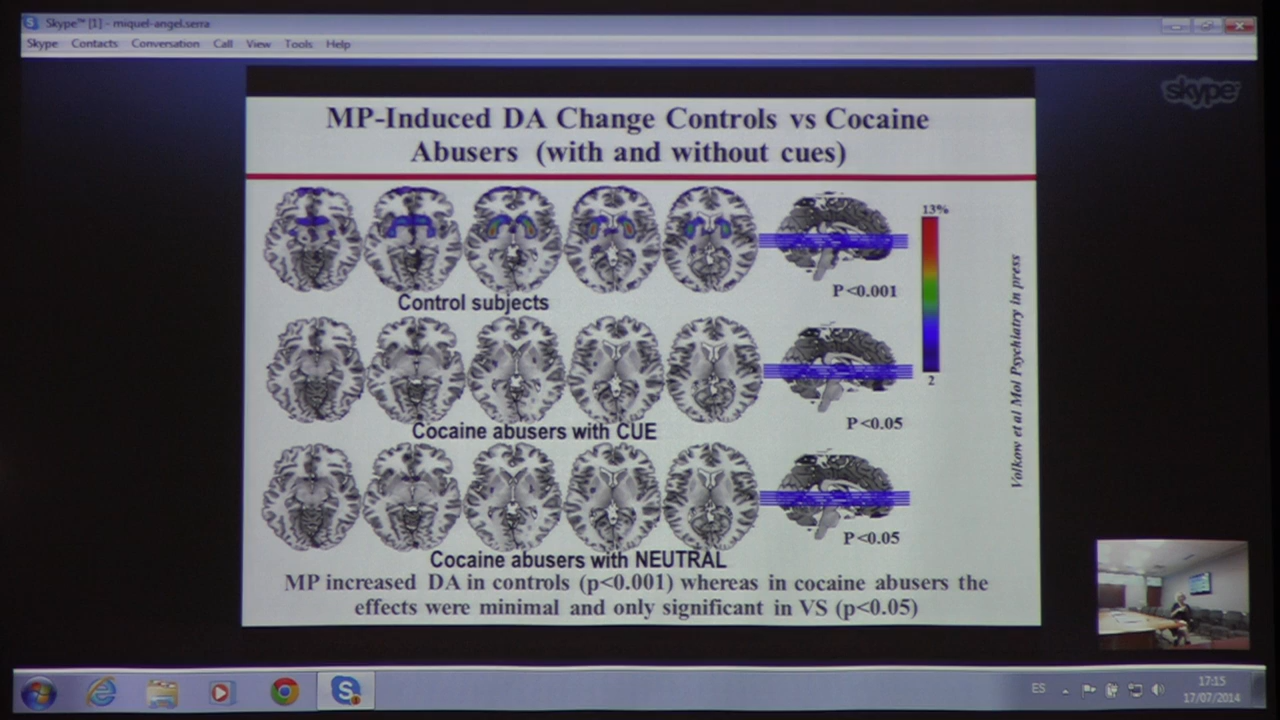 Skype™ [1] - miquel-angel.serra
Skype Contacts Conversation Call View Tools Help
skype
MP-Induced DA Change Controls vs Cocaine
Abusers (with and without cues)
13%
P<0.001
Control subjects
2
P<0.05
Cocaine abusers with CUE
P<0.05
Cocaine abusers with NEUTRAL
Volkow et al Mol Psychiatry in press
MP increased DA in controls (p<0.001) whereas in cocaine abusers the
effects were minimal and only significant in VS (p<0.05)
ES
17:15
17/07/2014